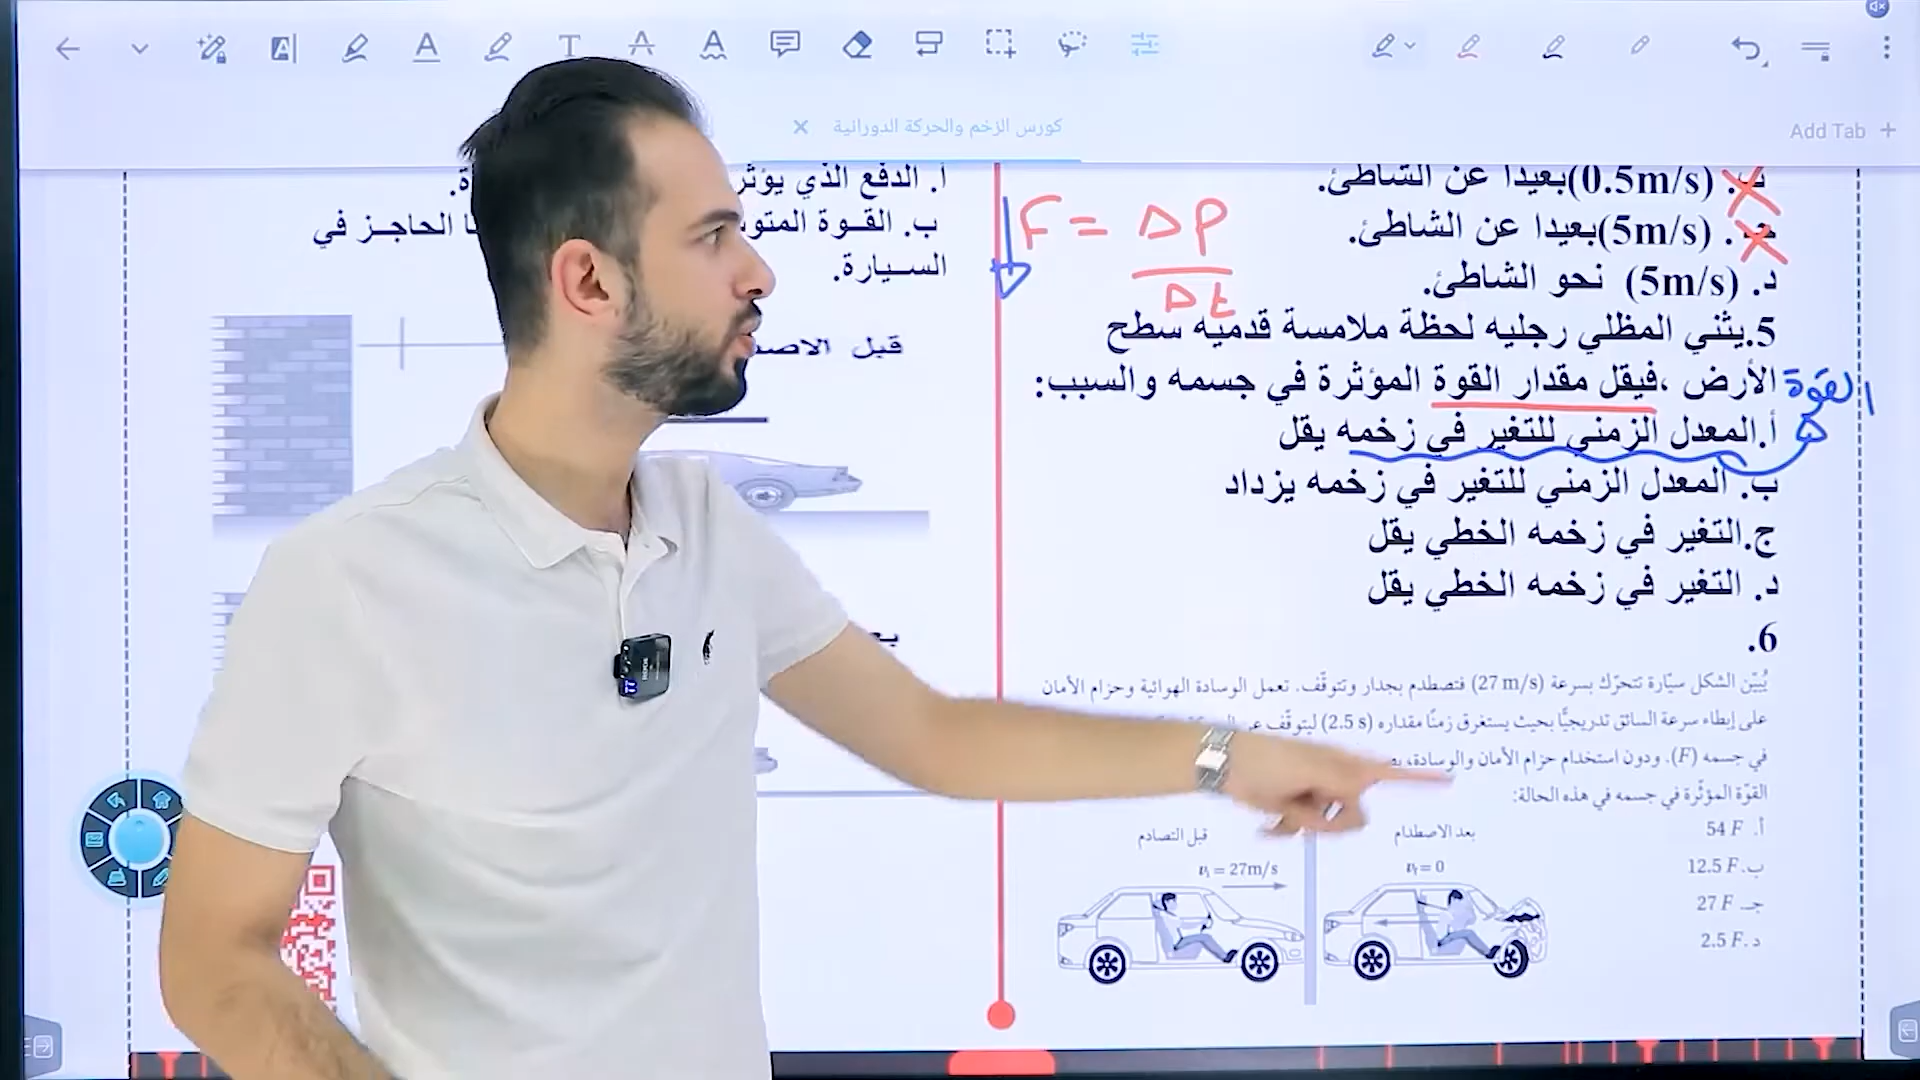 كورس الزخم والحركة الدورانية
Add Tab
ب. (0.5m/s)بعيدا عن الشاطئ.
جـ. (5m/s)بعيدا عن الشاطئ.
د. (5m/s) نحو الشاطئ.
F = Δp / Δt
5.يثني المظلي رجليه لحظة ملامسة قدميه سطح
الأرض ،فيقل مقدار القوة المؤثرة في جسمه والسبب:
القوة
أ.المعدل الزمني للتغير في زخمه يقل
ب. المعدل الزمني للتغير في زخمه يزداد
ج.التغير في زخمه الخطي يقل
د. التغير في زخمه الخطي يقل
6.
يُبيّن الشكل سيّارة تتحرّك بسرعة (27 m/s) فتصطدم بجدار وتتوقّف. تعمل الوسادة الهوائية وحزام الأمان
على إبطاء سرعة السائق تدريجيًّا بحيث يستغرق زمنًا مقداره (2.5 s) ليتوقّف
في جسمه (F). ودون استخدام حزام الأمان والوسادة،
القوّة المؤثّرة في جسمه في هذه الحالة:
أ. 54 F
ب. 12.5 F
جـ. 27 F
د. 2.5 F
بعد الاصطدام
vf = 0
قبل التصادم
vi = 27m/s
أ. الدفع الذي يؤثر
ب. القوة
الحاجز في
السيارة.
قبل